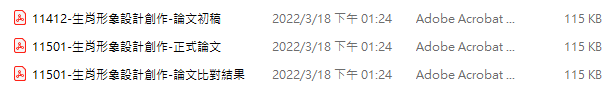 11412-生肖形象設計創作-論文初稿 2022/3/18 下午 01:24 Adobe Acrobat ... 115 KB
11501-生肖形象設計創作-正式論文 2022/3/18 下午 01:24 Adobe Acrobat ... 115 KB
11501-生肖形象設計創作-論文比對結果 2022/3/18 下午 01:24 Adobe Acrobat ... 115 KB